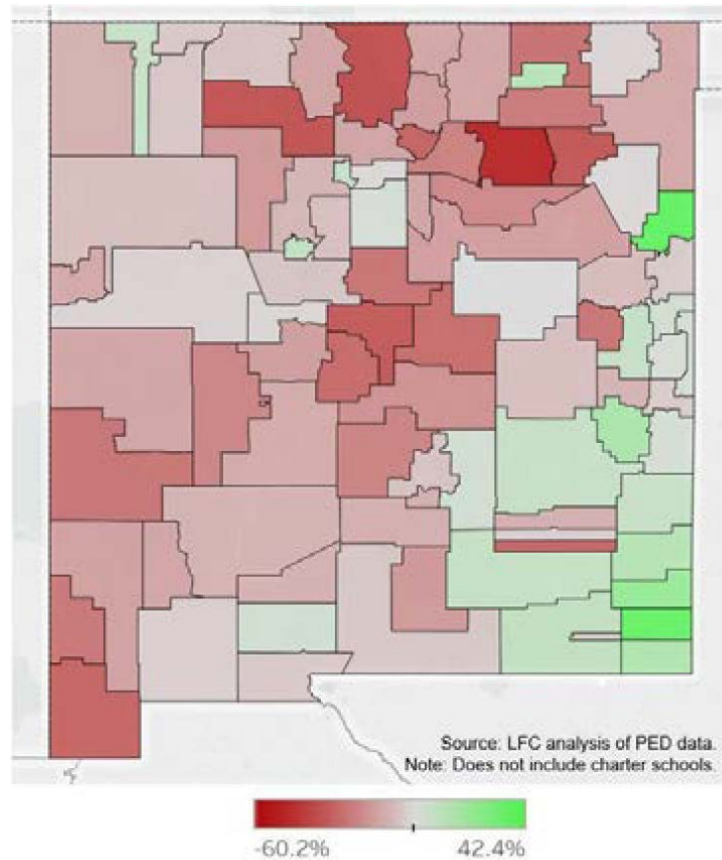 Source: LFC analysis of PED data.
Note: Does not include charter schools.
-60.2%
42.4%